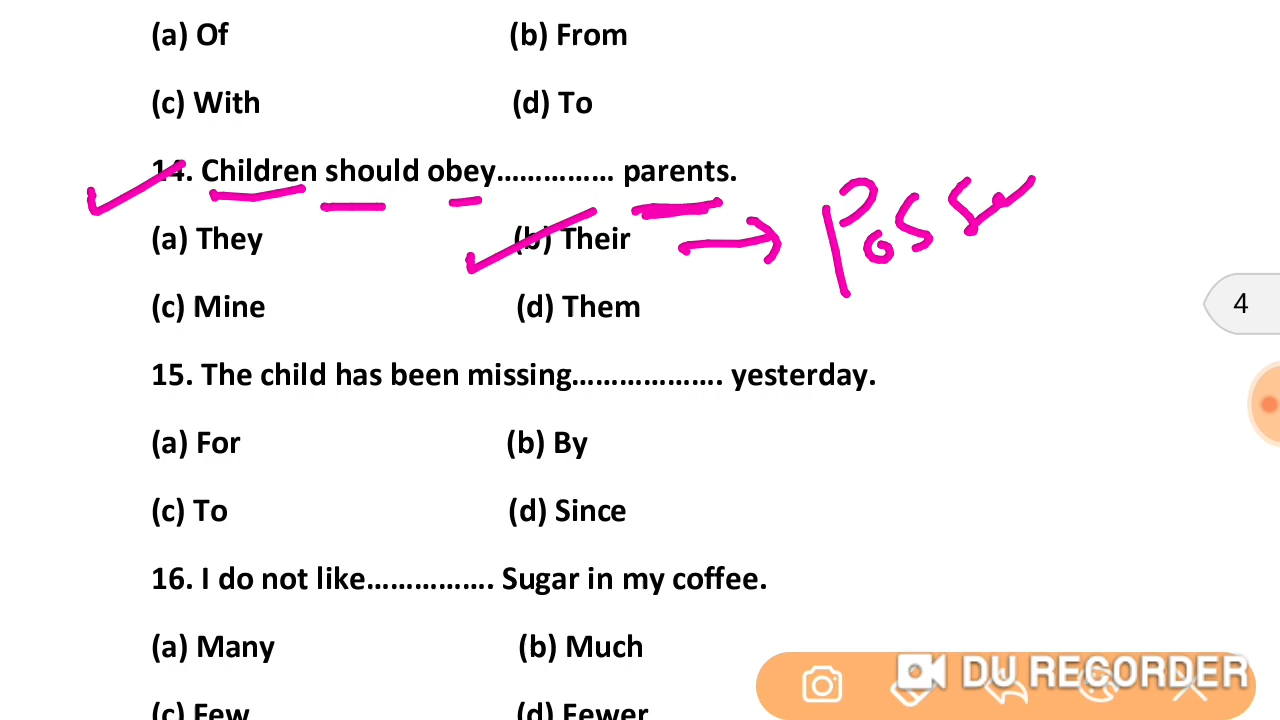 (a) Of (b) From
(c) With (d) To
14. Children should obey…………… parents.
(a) They (b) Their
Poss
(c) Mine (d) Them
4
15. The child has been missing………………. yesterday.
(a) For (b) By
(c) To (d) Since
16. I do not like……………. Sugar in my coffee.
(a) Many (b) Much
(c) Few (d) Fewer
DU RECORDER